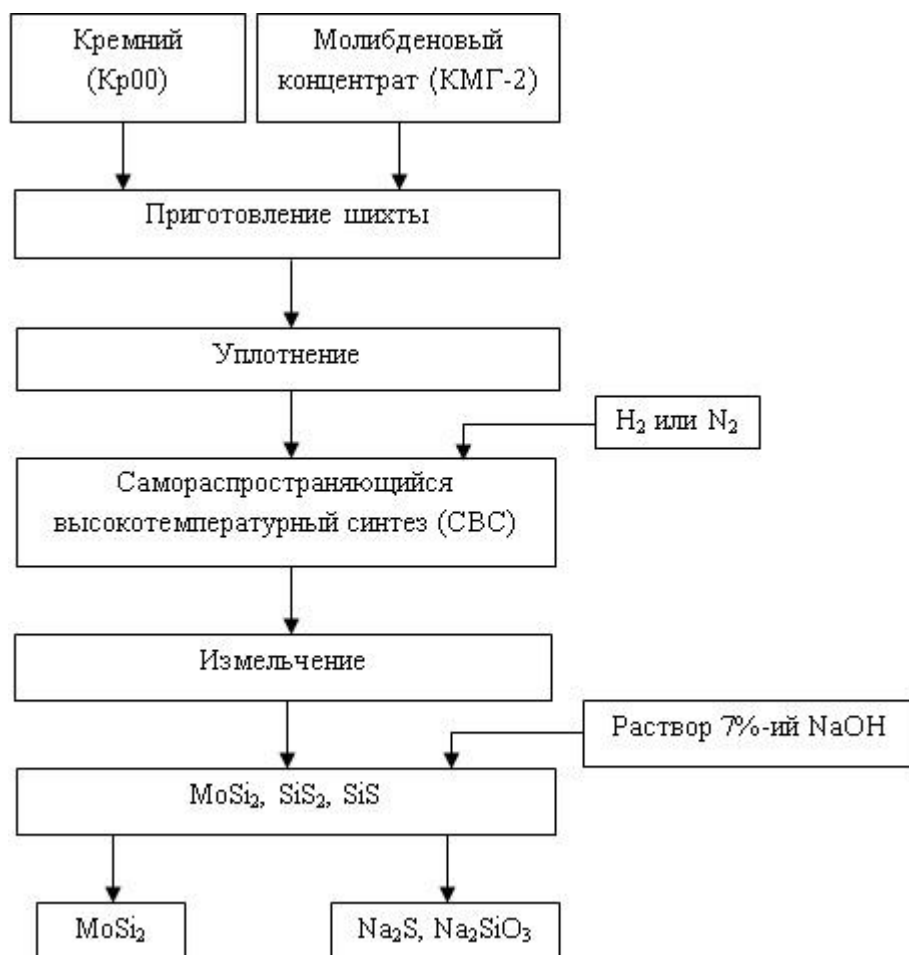 Кремний
(Кр00)
Молибденовый
концентрат (КМГ-2)
Приготовление шихты
Уплотнение
H₂ или N₂
Самораспространяющийся
высокотемпературный синтез (СВС)
Измельчение
Раствор 7%-ий NaOH
MoSi₂, SiS₂, SiS
MoSi₂
Na₂S, Na₂SiO₃